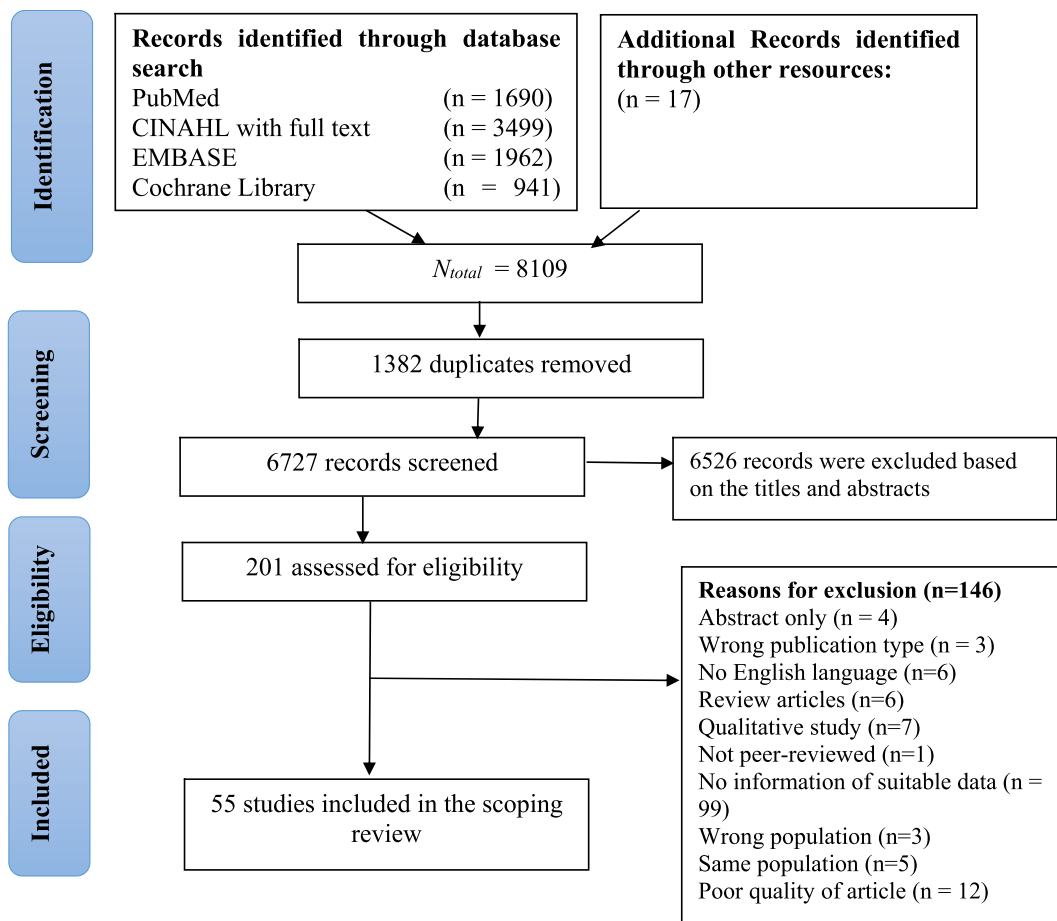 Identification
Records identified through database
search
PubMed (n = 1690)
CINAHL with full text (n = 3499)
EMBASE (n = 1962)
Cochrane Library (n = 941)
Additional Records identified
through other resources:
(n = 17)
N_total = 8109
Screening
1382 duplicates removed
6727 records screened
6526 records were excluded based
on the titles and abstracts
Eligibility
201 assessed for eligibility
Reasons for exclusion (n=146)
Abstract only (n = 4)
Wrong publication type (n = 3)
No English language (n=6)
Review articles (n=6)
Qualitative study (n=7)
Not peer-reviewed (n=1)
No information of suitable data (n =
99)
Wrong population (n=3)
Same population (n=5)
Poor quality of article (n = 12)
Included
55 studies included in the scoping
review